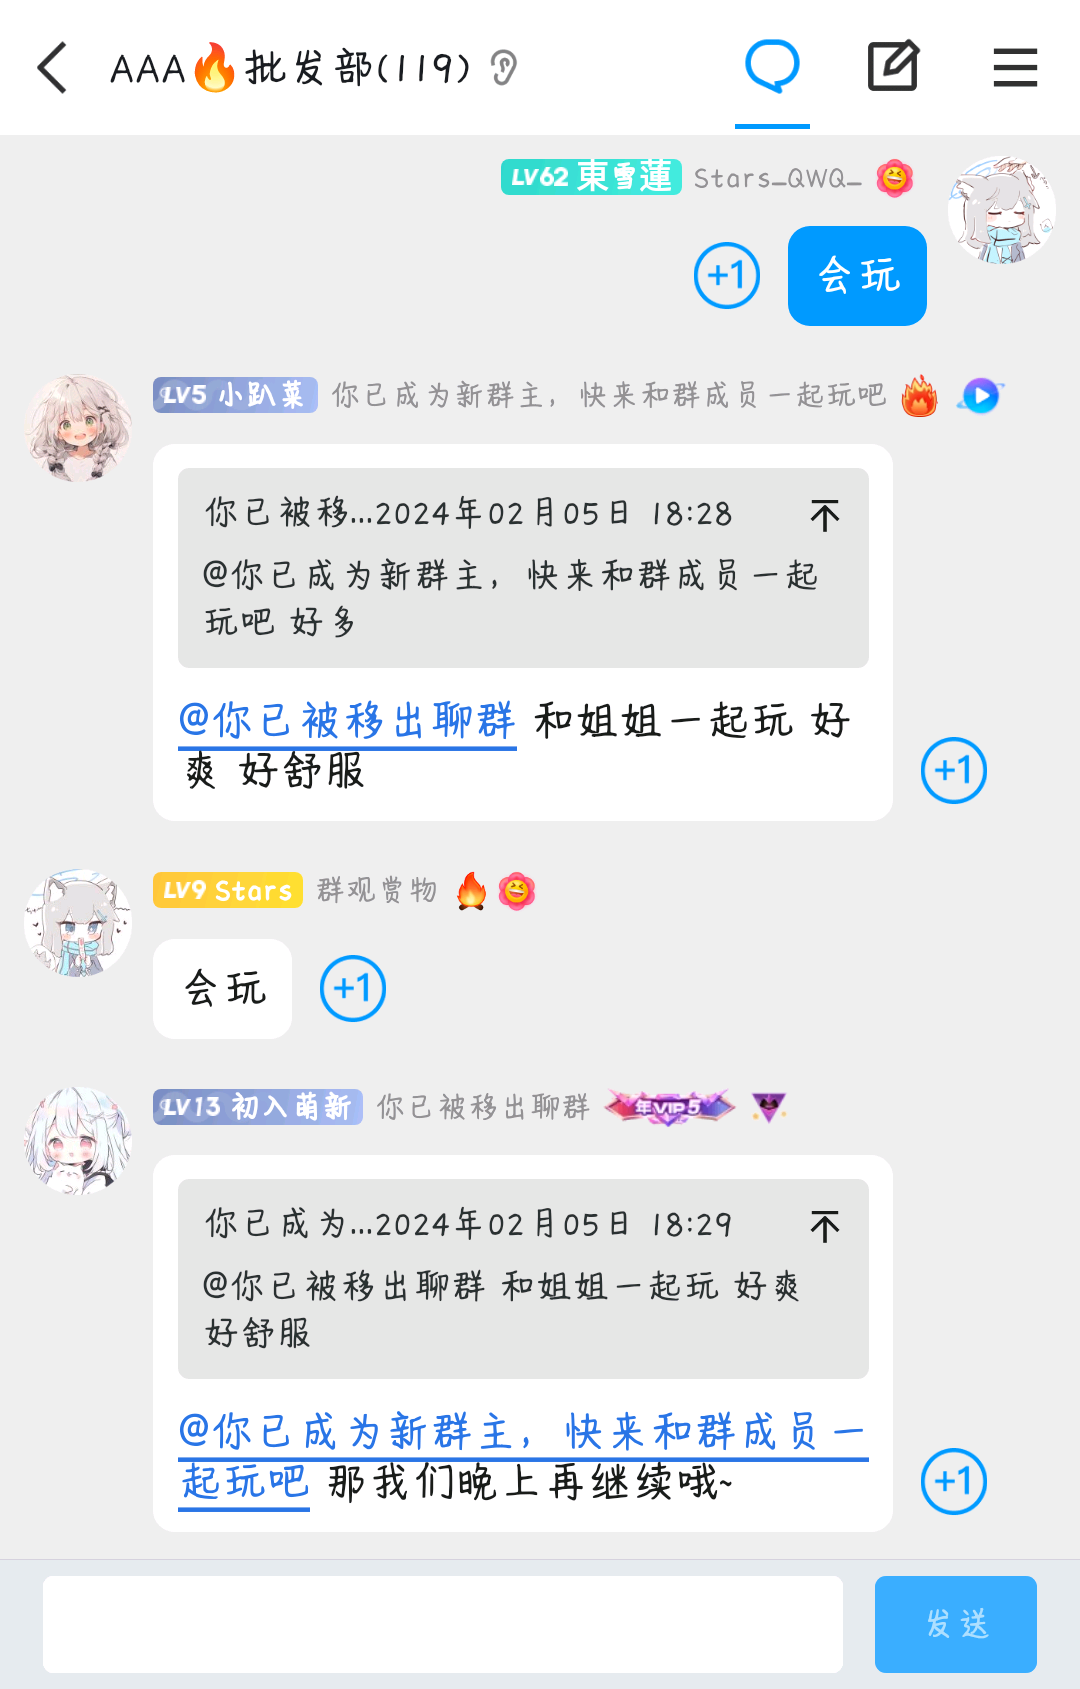 AAA🔥批发部(119)
LV62 東雪蓮 Stars_QWQ_
+1 会玩
LV5 小趴菜 你已成为新群主，快来和群成员一起玩吧
你已被移...2024年02月05日 18:28
@你已成为新群主，快来和群成员一起
玩吧 好多
@你已被移出聊群 和姐姐一起玩 好
爽 好舒服
+1
LV9 Stars 群观赏物
会玩 +1
LV13 初入萌新 你已被移出聊群 年VIP5
你已成为...2024年02月05日 18:29
@你已被移出聊群 和姐姐一起玩 好爽
好舒服
@你已成为新群主，快来和群成员一
起玩吧 那我们晚上再继续哦~
+1
发送